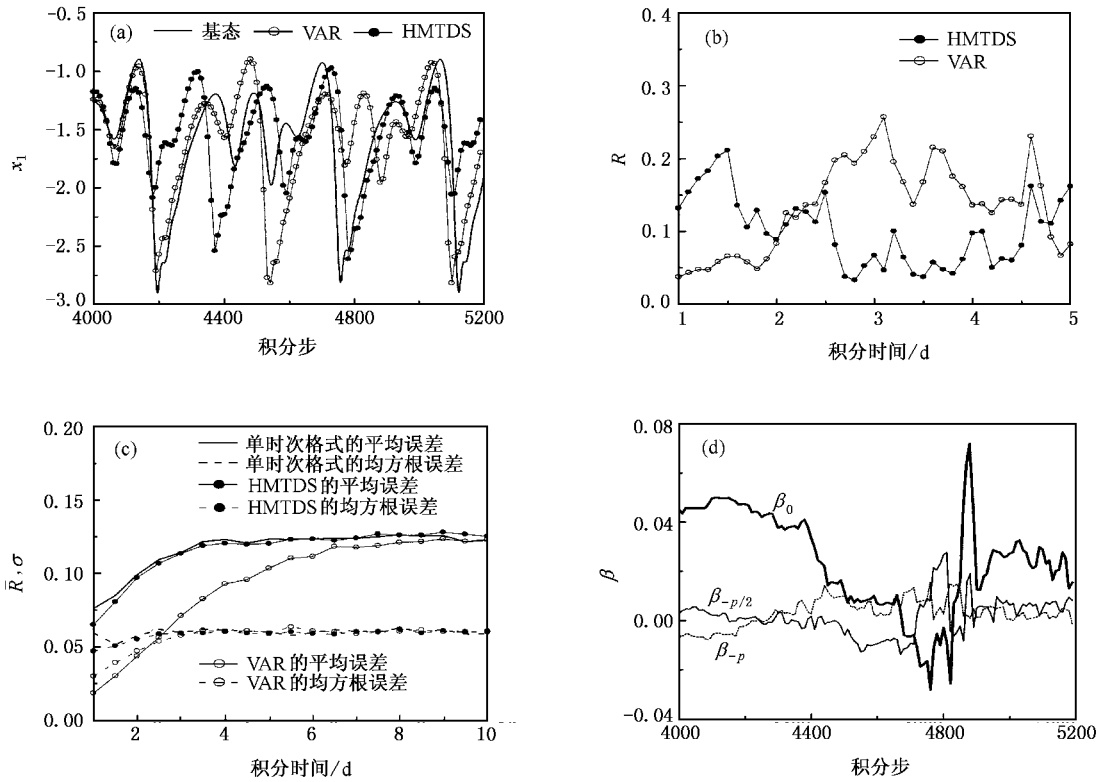 (a)
基态 VAR HMTDS
-0.5
-1.0
-1.5
-2.0
-2.5
-3.0
x₁
4000 4400 4800 5200
积分步
(b)
HMTDS
VAR
0.4
0.3
0.2
0.1
0.0
R
1 2 3 4 5
积分时间/d
(c)
单时次格式的平均误差
单时次格式的均方根误差
HMTDS的平均误差
HMTDS的均方根误差
VAR的平均误差
VAR的均方根误差
0.20
0.15
0.10
0.05
0.00
R̄,σ
2 4 6 8 10
积分时间/d
(d)
0.08
0.04
0.00
-0.04
β
β₀
β₋ₚ/₂
β₋ₚ
4000 4400 4800 5200
积分步